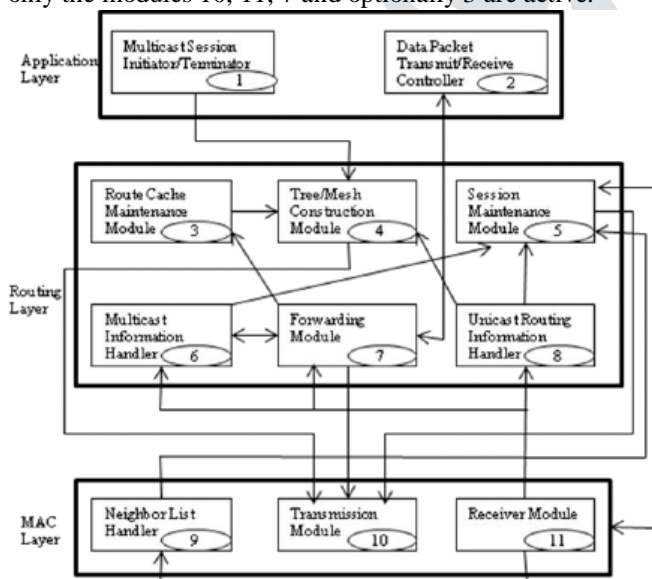 only the modules 10, 11, 7 and optionally 3 are active.
Application
Layer
Multicast Session
Initiator/Terminator
1
Data Packet
Transmit/Receive
Controller
2
Routing
Layer
Route Cache
Maintenance
Module
3
Tree/Mesh
Construction
Module
4
Session
Maintenance
Module
5
Multicast
Information
Handler
6
Forwarding
Module
7
Unicast Routing
Information
Handler
8
MAC
Layer
Neighbor List
Handler
9
Transmission
Module
10
Receiver Module
11